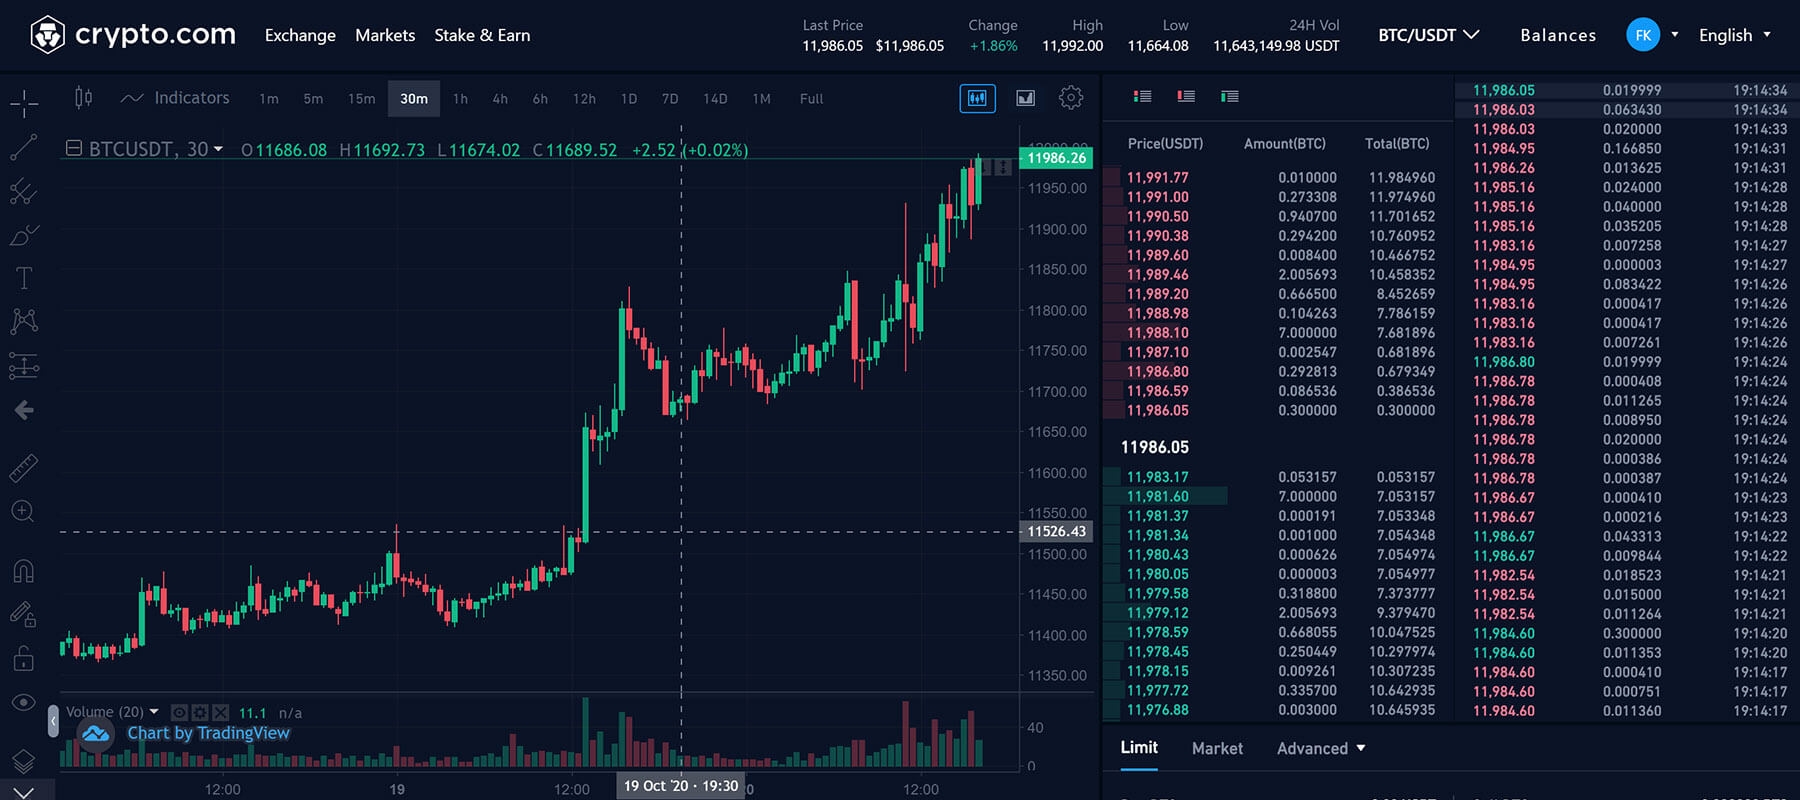 crypto.com Exchange Markets Stake & Earn
Last Price Change High Low 24H Vol
11,986.05 $11,986.05 +1.86% 11,992.00 11,664.08 11,643,149.98 USDT
BTC/USDT Balances FK English
Indicators 1m 5m 15m 30m 1h 4h 6h 12h 1D 7D 14D 1M Full
BTCUSDT, 30 O11686.08 H11692.73 L11674.02 C11689.52 +2.52 (+0.02%)
11986.26
11950.00
11900.00
11850.00
11800.00
11750.00
11700.00
11650.00
11600.00
11550.00
11526.43
11500.00
11450.00
11400.00
11350.00
Volume (20) 11.1 n/a
Chart by TradingView
40
0
12:00 19 12:00 19 Oct '20 · 19:30 12:00
Price(USDT) Amount(BTC) Total(BTC)
11,991.77 0.010000 11.984960
11,991.00 0.273308 11.974960
11,990.50 0.940700 11.701652
11,990.38 0.294200 10.760952
11,989.60 0.008400 10.466752
11,989.46 2.005693 10.458352
11,989.20 0.666500 8.452659
11,988.98 0.104263 7.786159
11,988.10 7.000000 7.681896
11,987.10 0.002547 0.681896
11,986.80 0.292813 0.679349
11,986.59 0.086536 0.386536
11,986.05 0.300000 0.300000
11986.05
11,983.17 0.053157 0.053157
11,981.60 7.000000 7.053157
11,981.37 0.000191 7.053348
11,981.34 0.001000 7.054348
11,980.43 0.000626 7.054974
11,980.05 0.000003 7.054977
11,979.58 0.318800 7.373777
11,979.12 2.005693 9.379470
11,978.59 0.668055 10.047525
11,978.45 0.250449 10.297974
11,978.15 0.009261 10.307235
11,977.72 0.335700 10.642935
11,976.88 0.003000 10.645935
11,986.05 0.019999 19:14:34
11,986.03 0.063430 19:14:34
11,986.03 0.020000 19:14:33
11,984.95 0.166850 19:14:31
11,986.26 0.013625 19:14:31
11,985.16 0.024000 19:14:28
11,985.16 0.040000 19:14:28
11,985.16 0.035205 19:14:28
11,983.16 0.007258 19:14:27
11,984.95 0.000003 19:14:27
11,984.95 0.083422 19:14:26
11,983.16 0.000417 19:14:26
11,983.16 0.000417 19:14:26
11,983.16 0.007261 19:14:26
11,986.80 0.019999 19:14:24
11,986.78 0.000408 19:14:24
11,986.78 0.011265 19:14:24
11,986.78 0.008950 19:14:24
11,986.78 0.020000 19:14:24
11,986.78 0.000386 19:14:24
11,986.78 0.000387 19:14:24
11,986.67 0.000410 19:14:23
11,986.67 0.000216 19:14:23
11,986.67 0.043313 19:14:22
11,986.67 0.009844 19:14:22
11,982.54 0.018523 19:14:21
11,982.54 0.015000 19:14:21
11,982.54 0.011264 19:14:21
11,984.60 0.300000 19:14:20
11,984.60 0.011353 19:14:20
11,984.60 0.000410 19:14:17
11,984.60 0.000751 19:14:17
11.984.60 0.011360 19:14:17
Limit Market Advanced